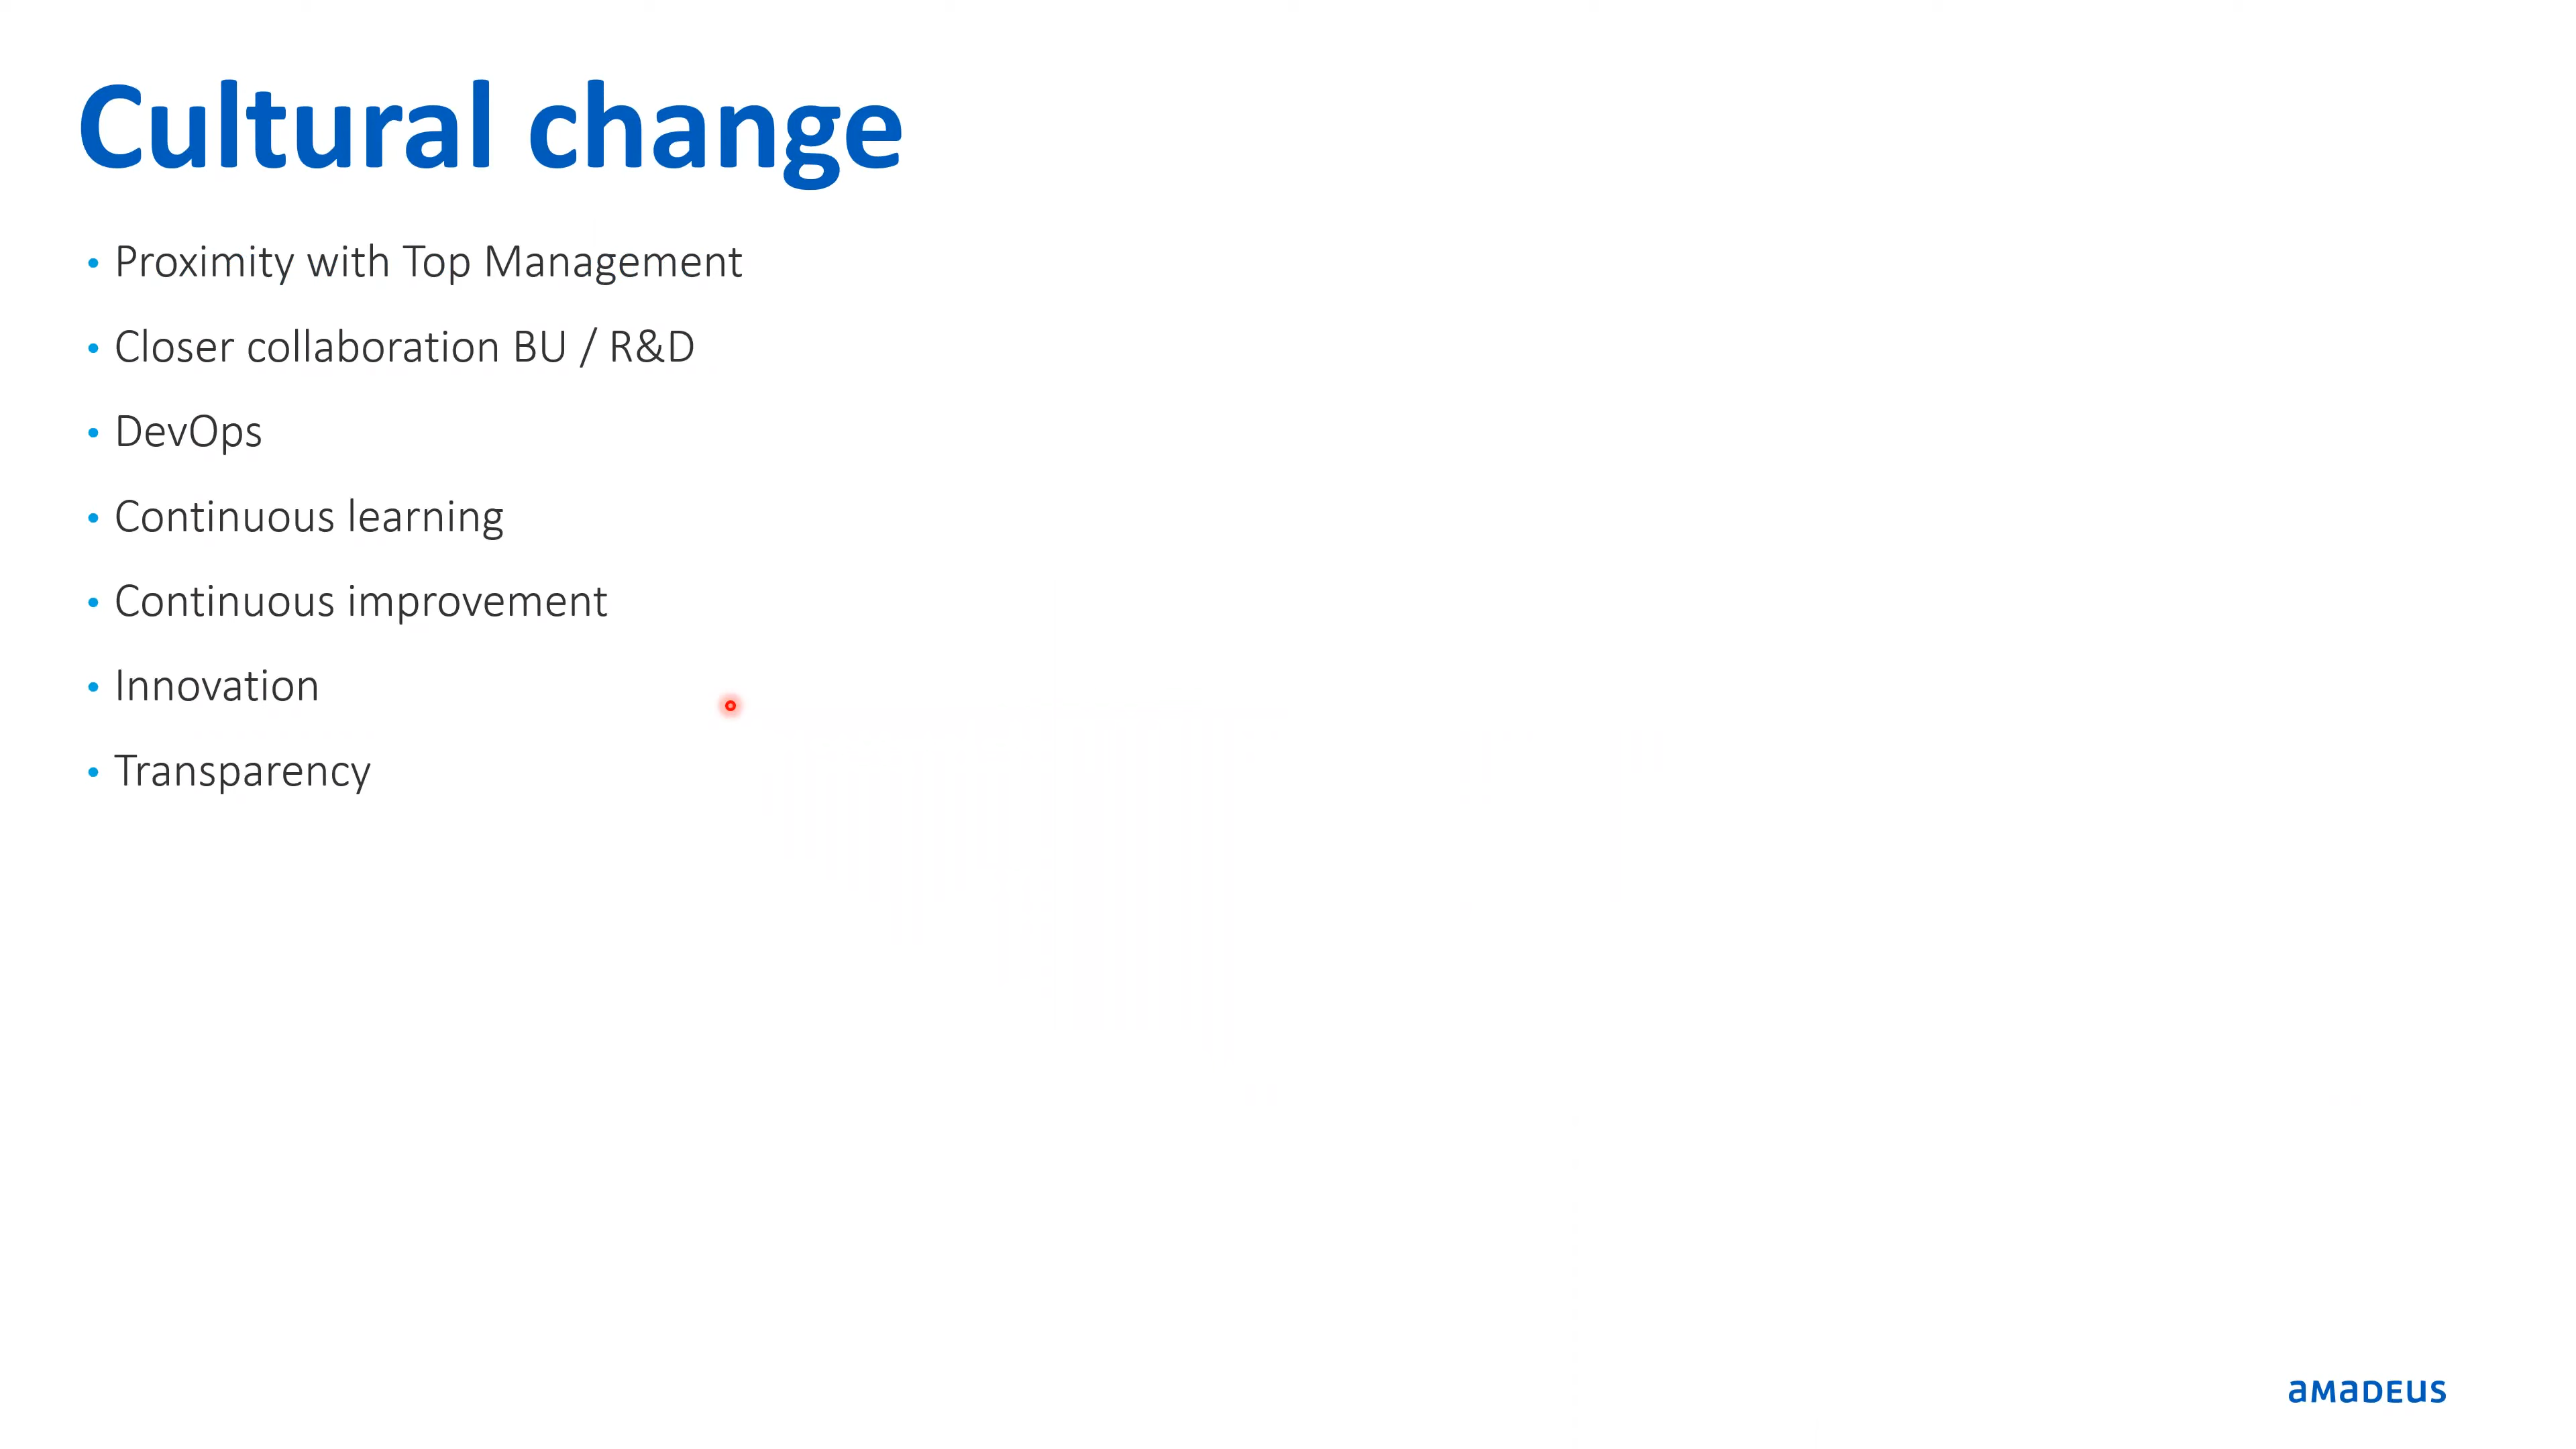 Cultural change
• Proximity with Top Management
• Closer collaboration BU / R&D
• DevOps
• Continuous learning
• Continuous improvement
• Innovation
• Transparency
aMaDEUS